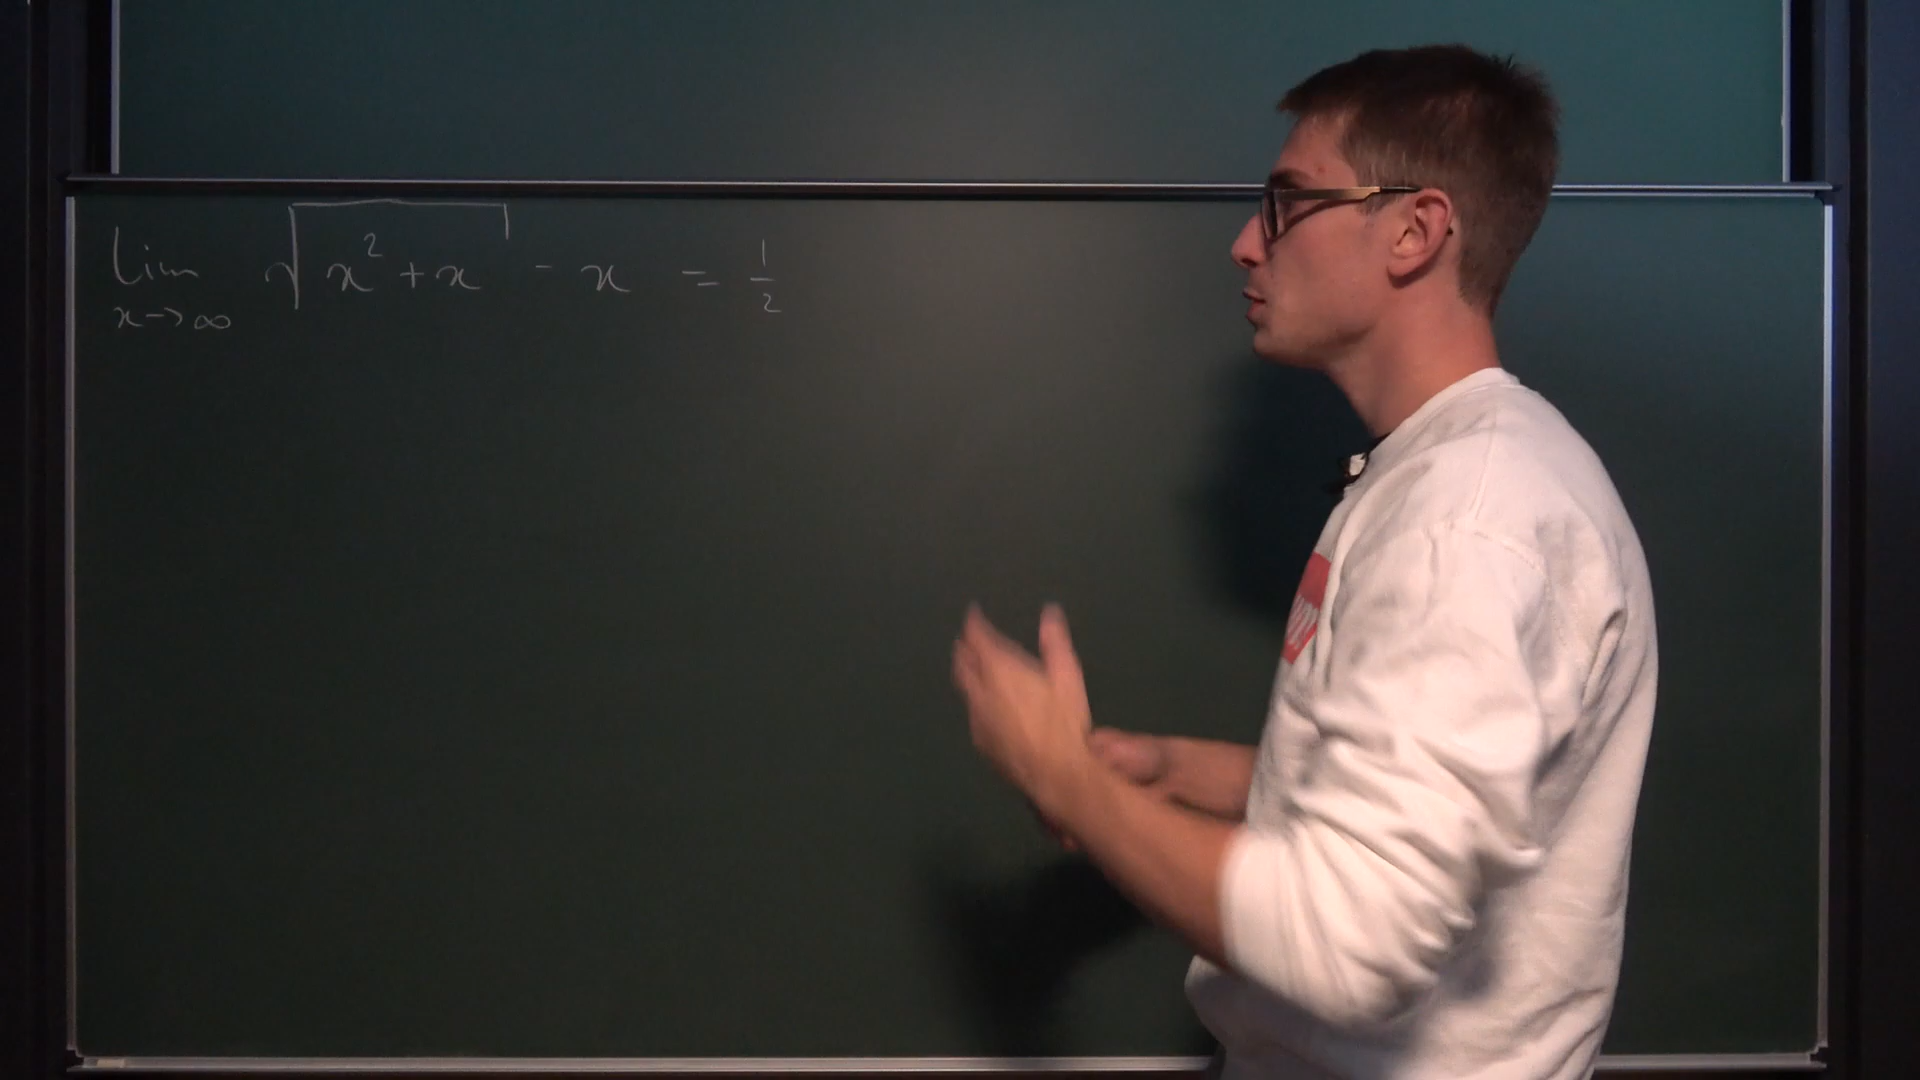 lim x→∞ √(x² + x) - x = 1/2